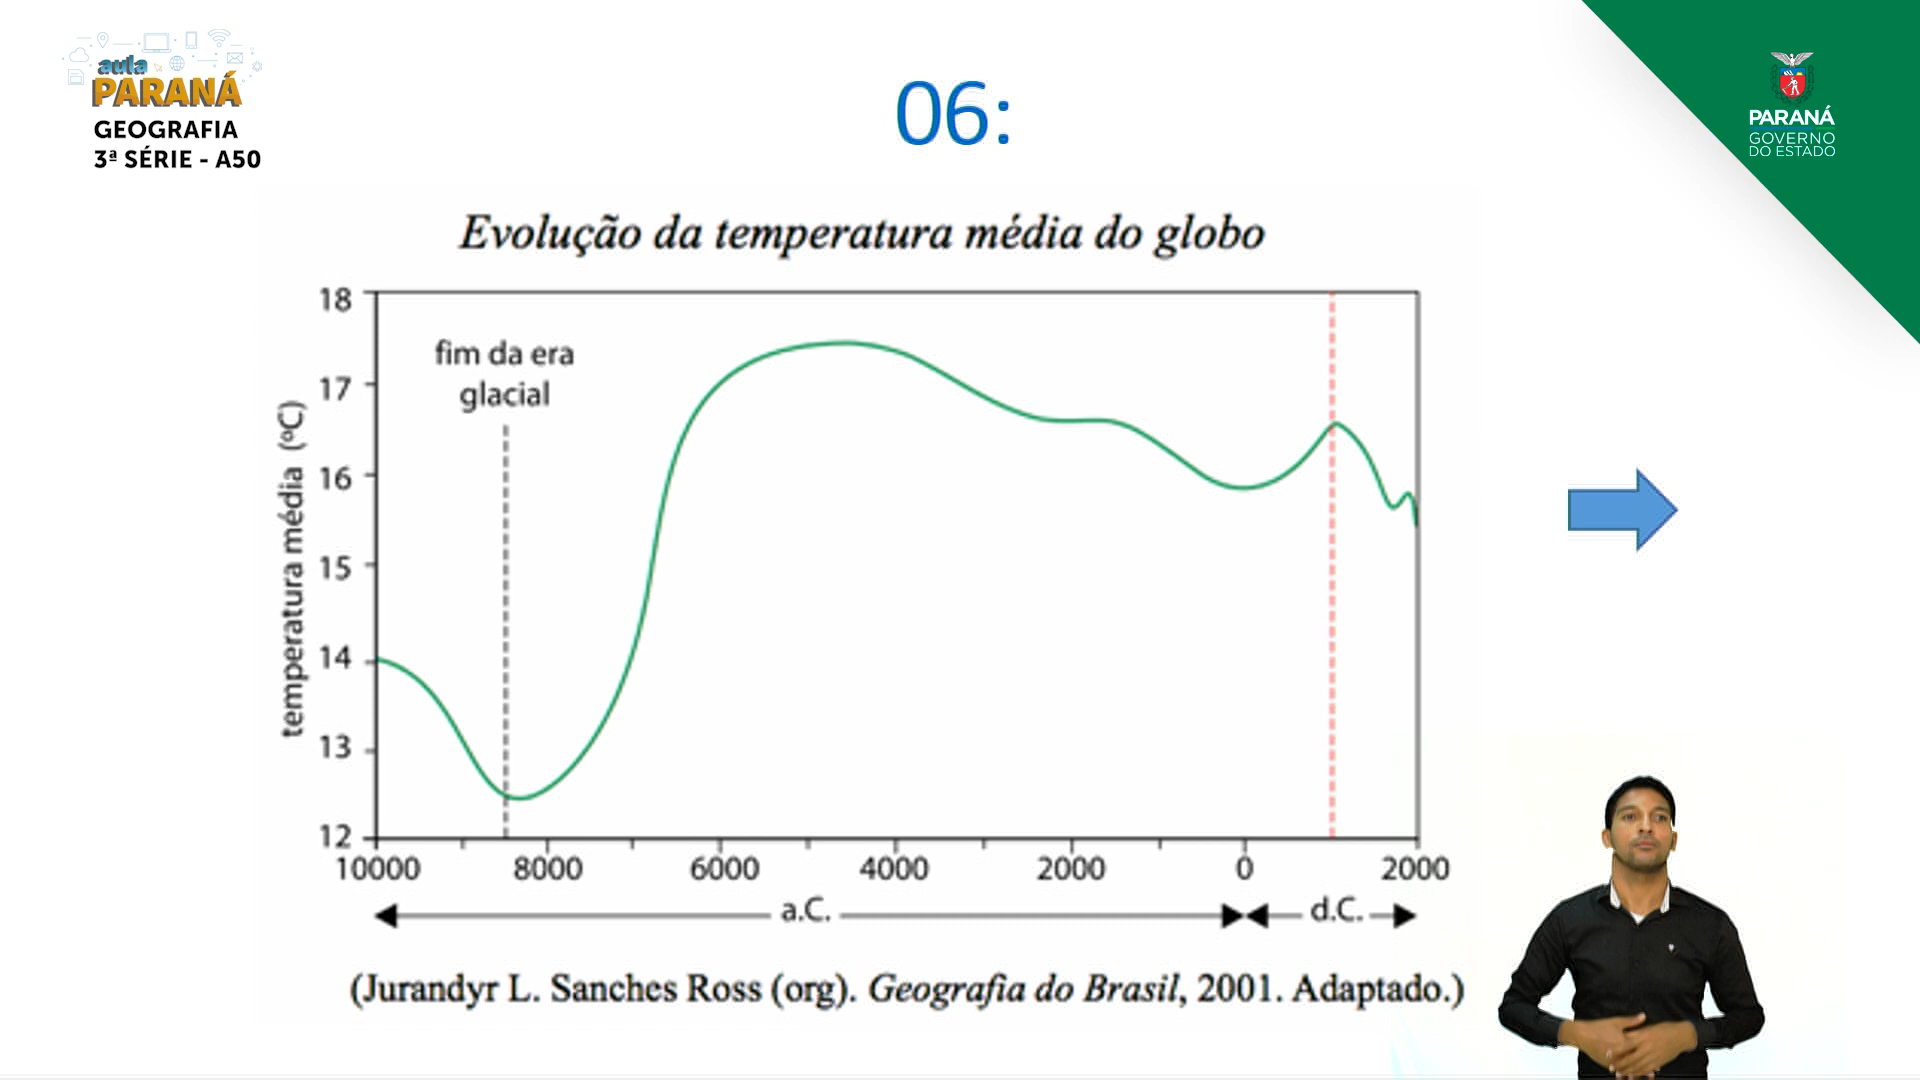 aula
PARANÁ
GEOGRAFIA
3ª SÉRIE - A50
06:
PARANÁ
GOVERNO
DO ESTADO
Evolução da temperatura média do globo
temperatura média (ºC)
18
17
16
15
14
13
12
fim da era
glacial
10000 8000 6000 4000 2000 0 2000
a.C. d.C.
(Jurandyr L. Sanches Ross (org). Geografia do Brasil, 2001. Adaptado.)